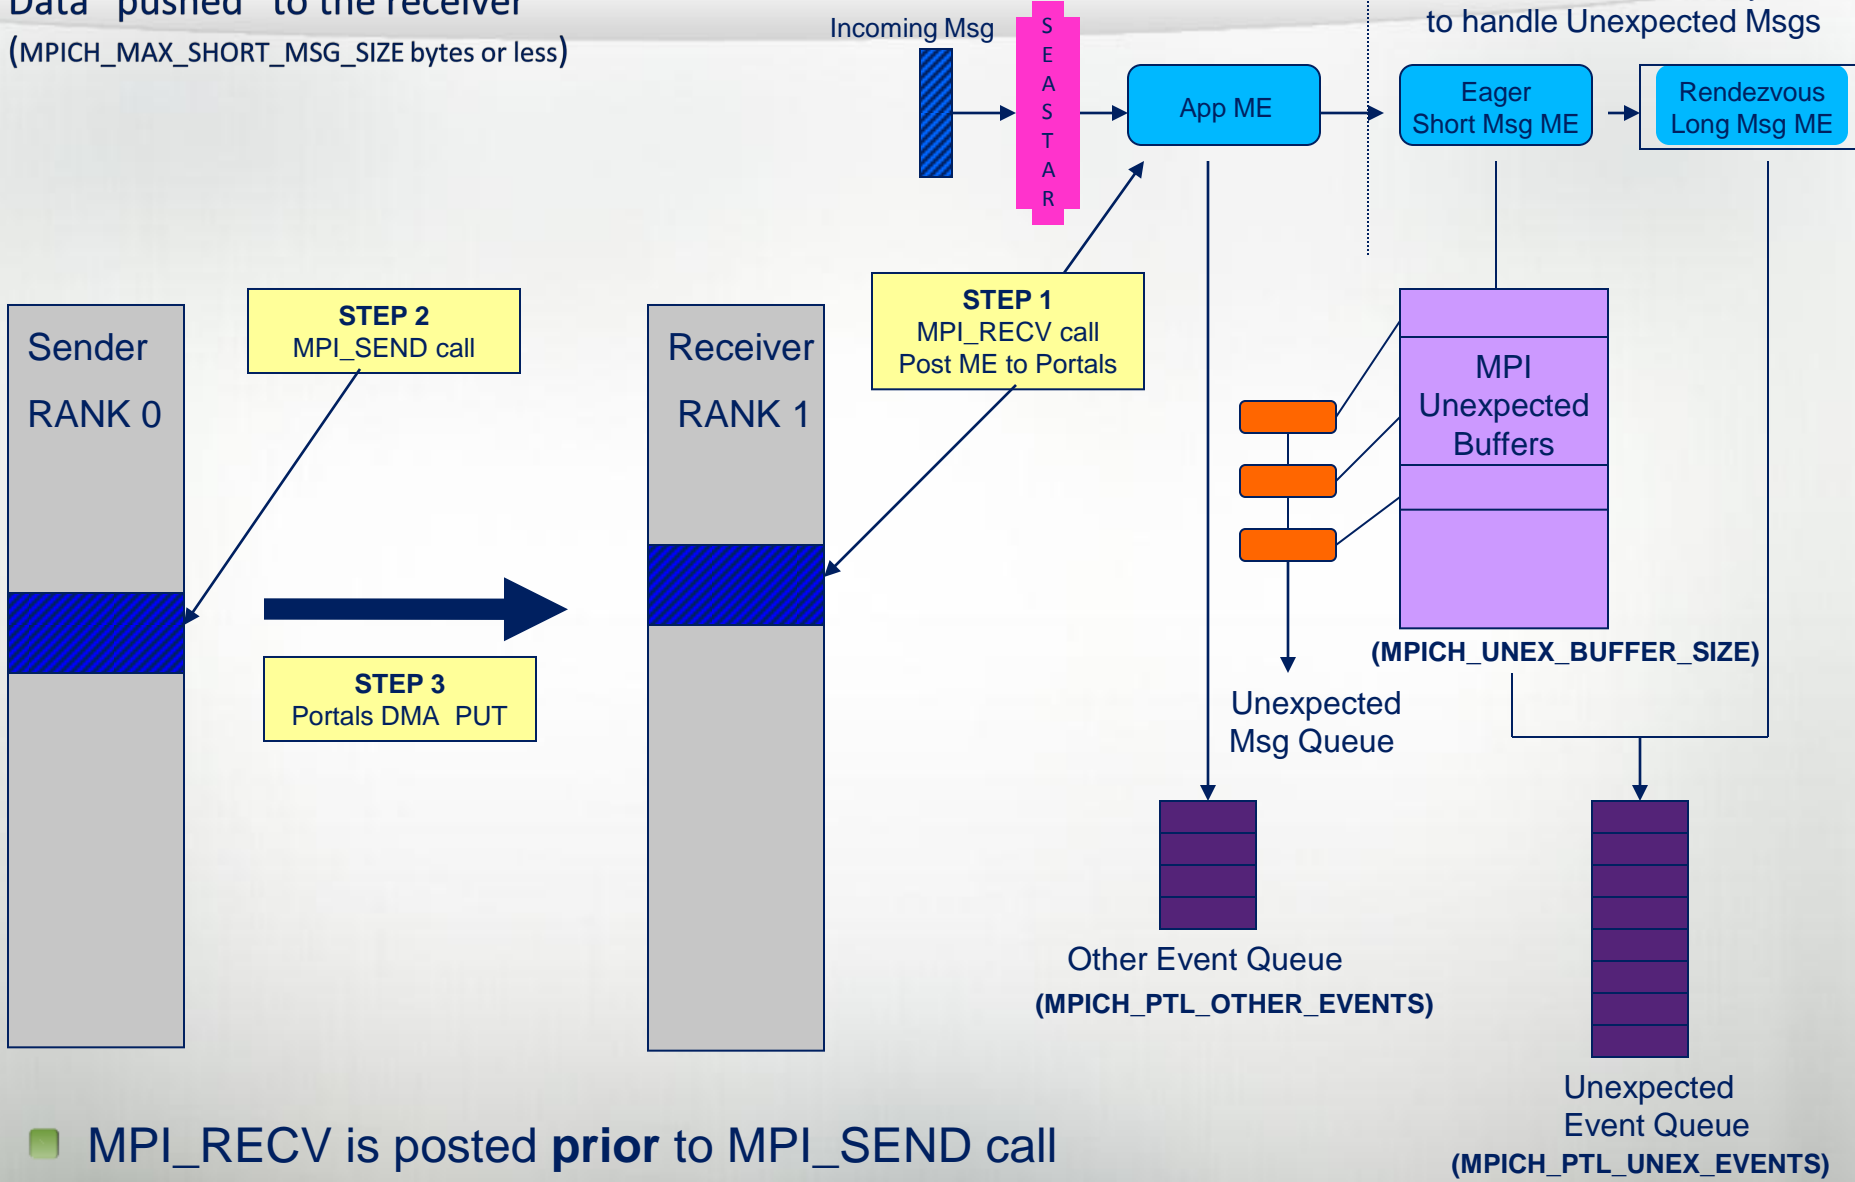 Data "pushed" to the receiver
(MPICH_MAX_SHORT_MSG_SIZE bytes or less)
Incoming Msg
S
E
A
S
T
A
R
to handle Unexpected Msgs
App ME
Eager
Short Msg ME
Rendezvous
Long Msg ME
Sender
RANK 0
STEP 2
MPI_SEND call
Receiver
RANK 1
STEP 1
MPI_RECV call
Post ME to Portals
MPI
Unexpected
Buffers
(MPICH_UNEX_BUFFER_SIZE)
STEP 3
Portals DMA PUT
Unexpected
Msg Queue
Other Event Queue
(MPICH_PTL_OTHER_EVENTS)
Unexpected
Event Queue
(MPICH_PTL_UNEX_EVENTS)
MPI_RECV is posted prior to MPI_SEND call